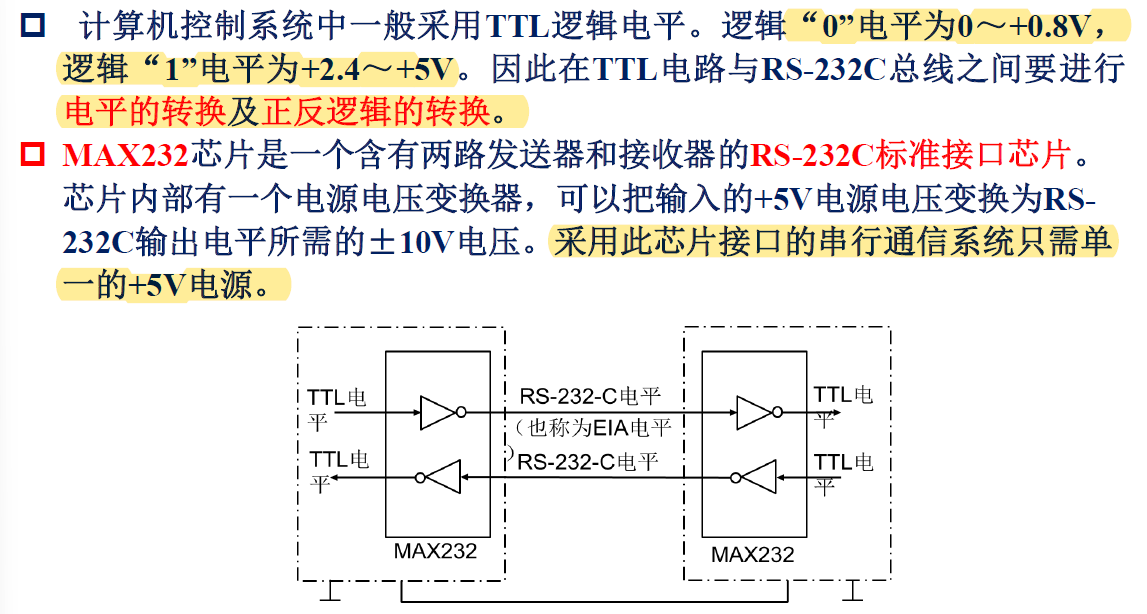 计算机控制系统中一般采用TTL逻辑电平。逻辑“0”电平为0～+0.8V，
逻辑“1”电平为+2.4～+5V。因此在TTL电路与RS-232C总线之间要进行
电平的转换及正反逻辑的转换。
MAX232芯片是一个含有两路发送器和接收器的RS-232C标准接口芯片。
芯片内部有一个电源电压变换器，可以把输入的+5V电源电压变换为RS-
232C输出电平所需的±10V电压。采用此芯片接口的串行通信系统只需单
一的+5V电源。
TTL电
平
RS-232-C电平
（也称为EIA电平
）
TTL电
平
TTL电
平
RS-232-C电平
TTL电
平
MAX232
MAX232